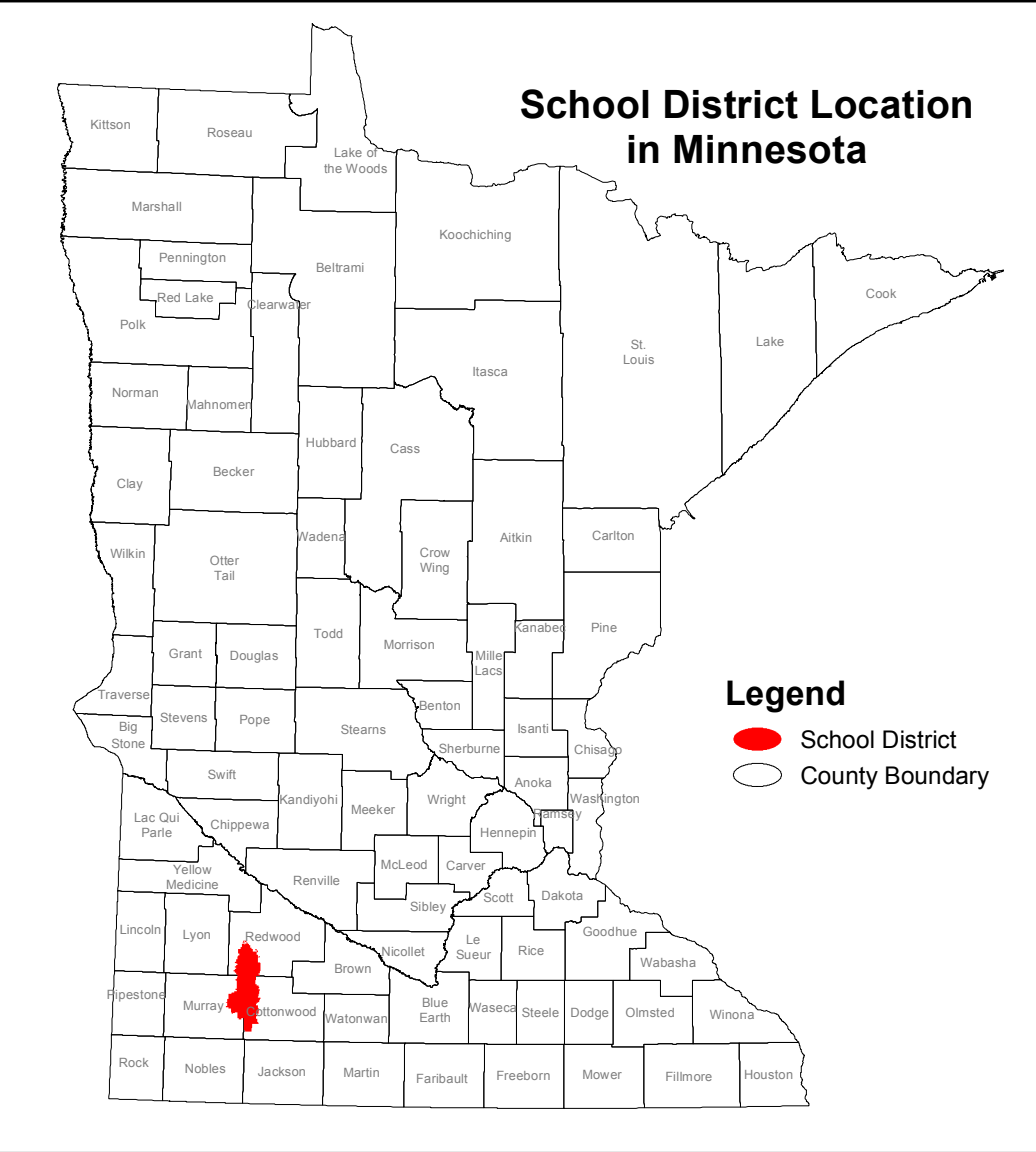 School District Location
in Minnesota
Kittson
Roseau
Lake of
the Woods
Marshall
Koochiching
Pennington
Beltrami
Red Lake
Clearwater
Cook
Polk
St.
Louis
Lake
Itasca
Norman
Mahnomen
Hubbard
Cass
Becker
Clay
Wadena
Aitkin
Carlton
Wilkin
Crow
Wing
Otter
Tail
Todd
Morrison
Kanabec
Pine
Grant
Douglas
Mille
Lacs
Traverse
Benton
Stevens
Pope
Stearns
Isanti
Big
Stone
Sherburne
Chisago
Legend
School District
County Boundary
Swift
Kandiyohi
Meeker
Wright
Anoka
Washington
Ramsey
Lac Qui
Parle
Chippewa
Hennepin
Yellow
Medicine
Renville
McLeod
Carver
Scott
Dakota
Sibley
Lincoln
Lyon
Redwood
Nicollet
Le
Sueur
Rice
Goodhue
Brown
Wabasha
Pipestone
Murray
Cottonwood
Watonwan
Blue
Earth
Waseca
Steele
Dodge
Olmsted
Winona
Rock
Nobles
Jackson
Martin
Faribault
Freeborn
Mower
Fillmore
Houston